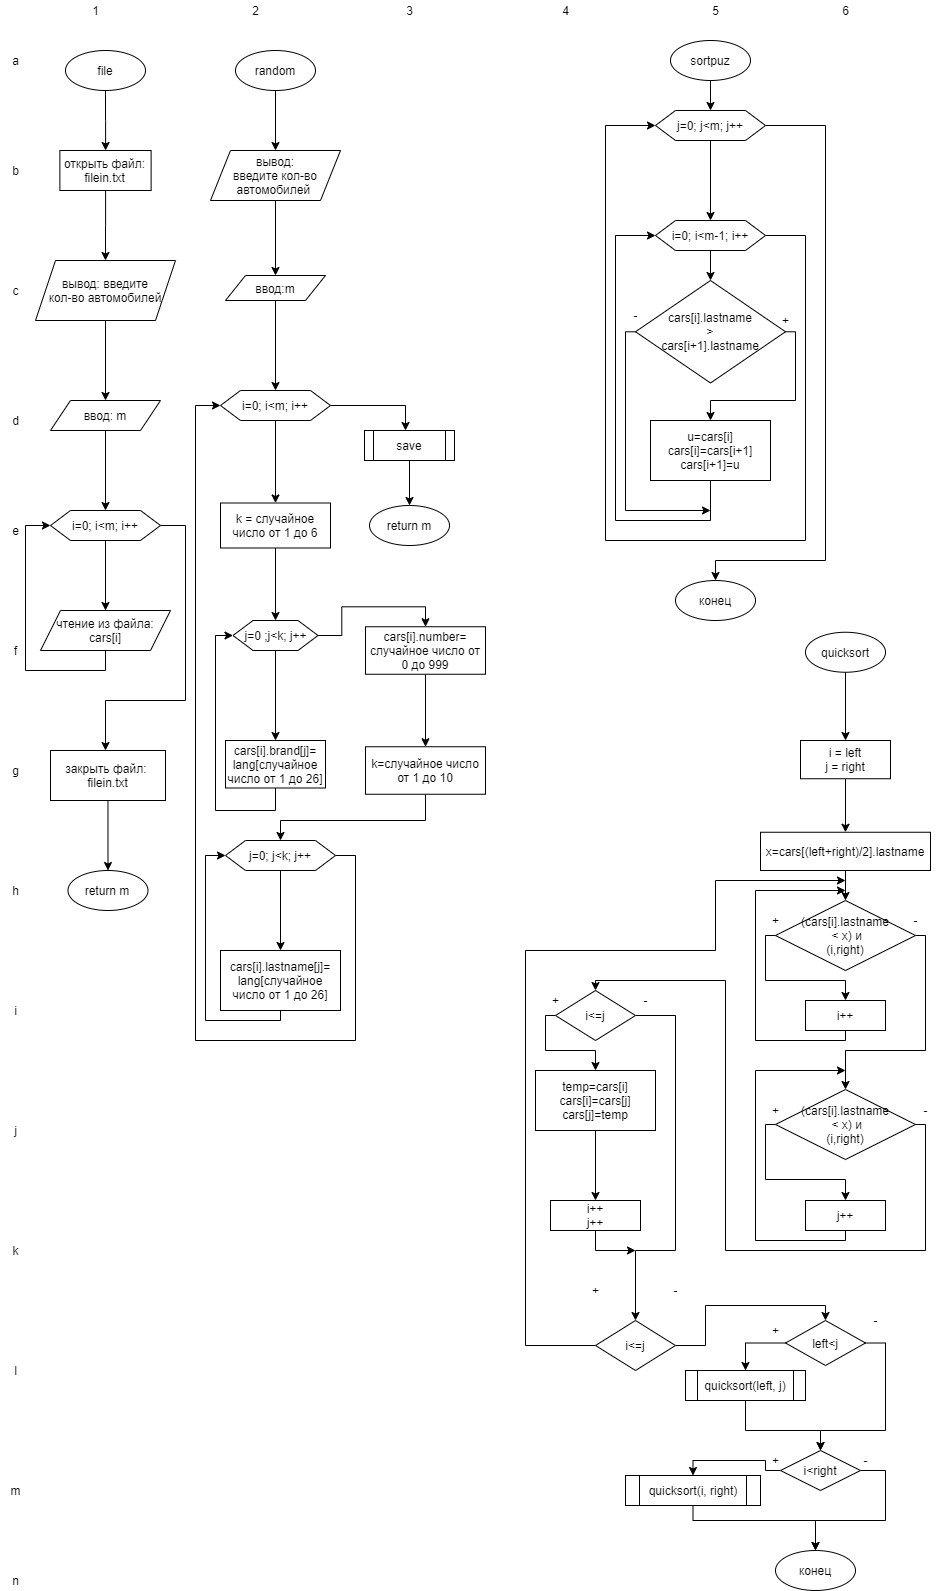 1
2
3
4
5
6
a
b
c
d
e
f
g
h
i
j
k
l
m
n
file
открыть файл:
filein.txt
вывод: введите
кол-во автомобилей
ввод: m
i=0; i<m; i++
чтение из файла:
cars[i]
закрыть файл:
filein.txt
return m
random
вывод:
введите кол-во
автомобилей
ввод:m
i=0; i<m; i++
save
return m
k = случайное
число от 1 до 6
j=0 ;j<k; j++
cars[i].brand[j]=
lang[случайное
число от 1 до 26]
cars[i].number=
случайное число от
0 до 999
k=случайное число
от 1 до 10
j=0; j<k; j++
cars[i].lastname[j]=
lang[случайное
число от 1 до 26]
sortpuz
j=0; j<m; j++
i=0; i<m-1; i++
-
+
cars[i].lastname
>
cars[i+1].lastname
u=cars[i]
cars[i]=cars[i+1]
cars[i+1]=u
конец
quicksort
i = left
j = right
x=cars[(left+right)/2].lastname
+
-
(cars[i].lastname
< x) и
(i,right)
i++
+
-
(cars[i].lastname
< x) и
(i,right)
j++
+
-
i<=j
temp=cars[i]
cars[i]=cars[j]
cars[j]=temp
i++
j++
+
-
i<=j
+
-
left<j
quicksort(left, j)
+
-
i<right
quicksort(i, right)
конец